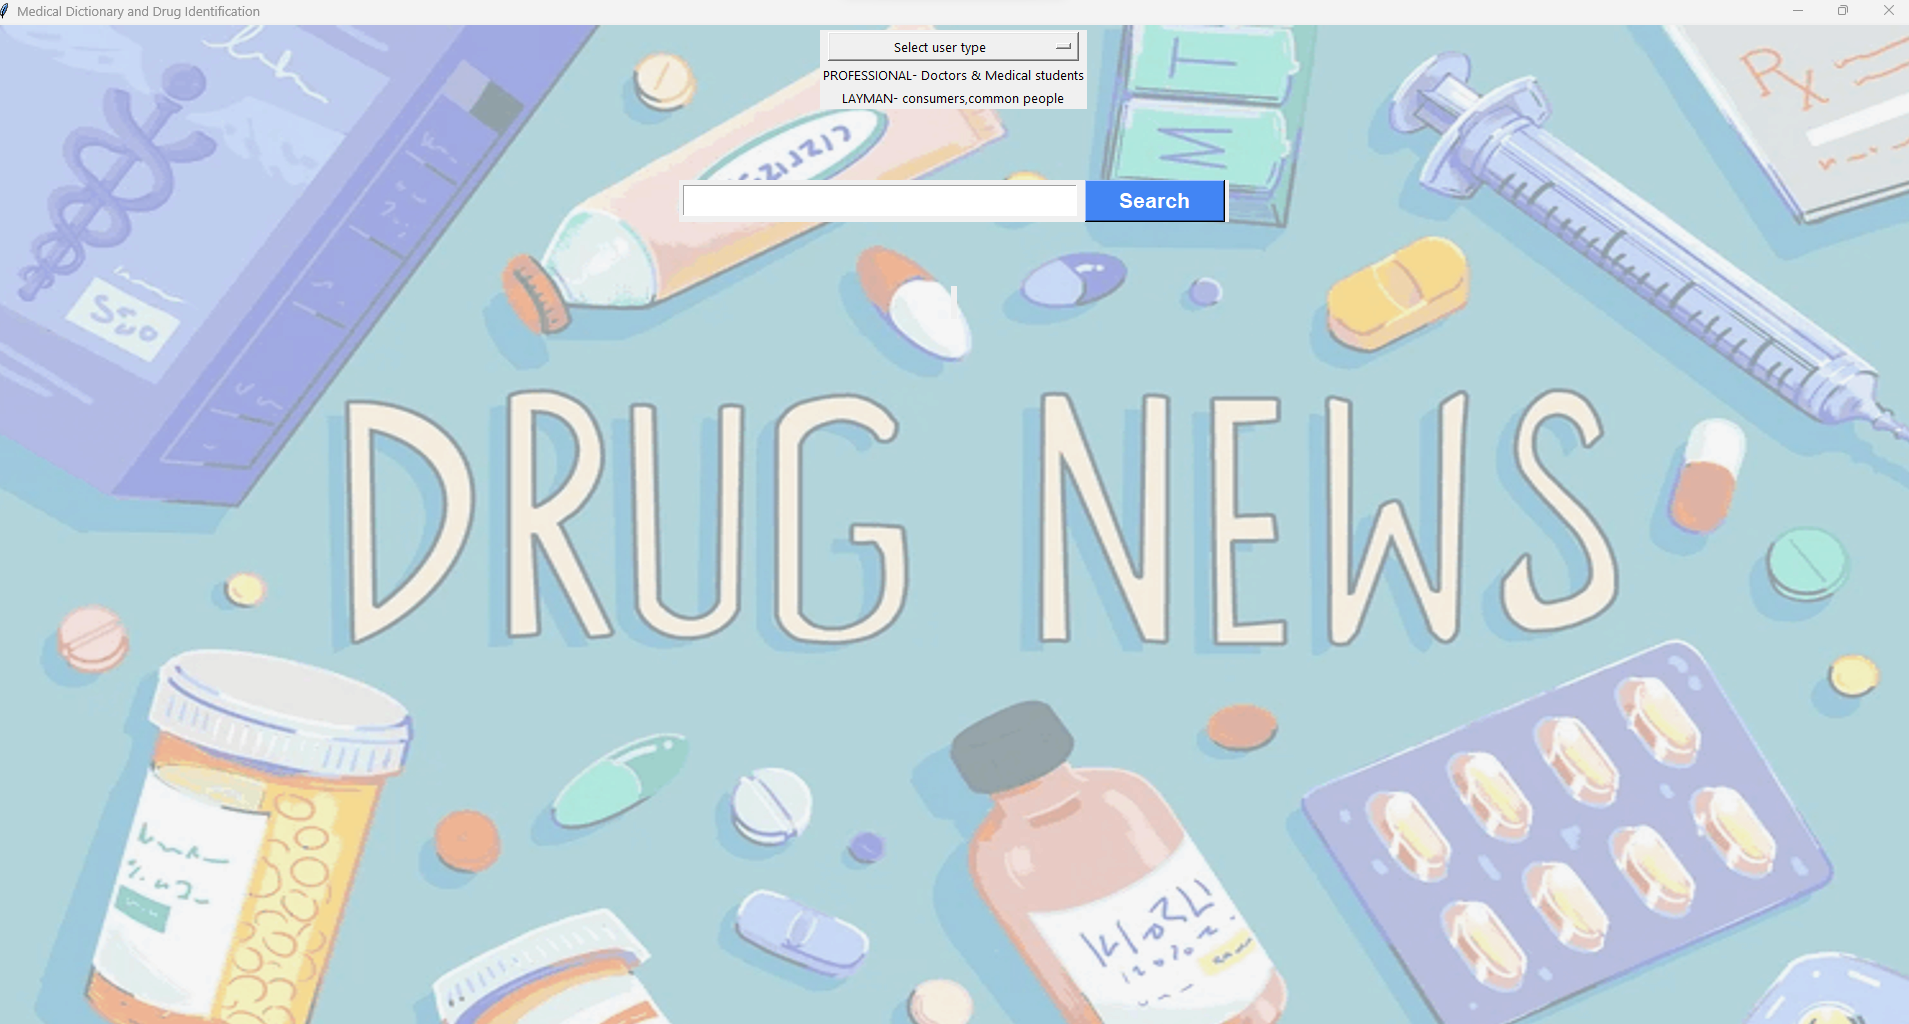 Medical Dictionary and Drug Identification
Select user type
PROFESSIONAL- Doctors & Medical students
LAYMAN- consumers,common people
T
M
Rx
Search
DRUG NEWS